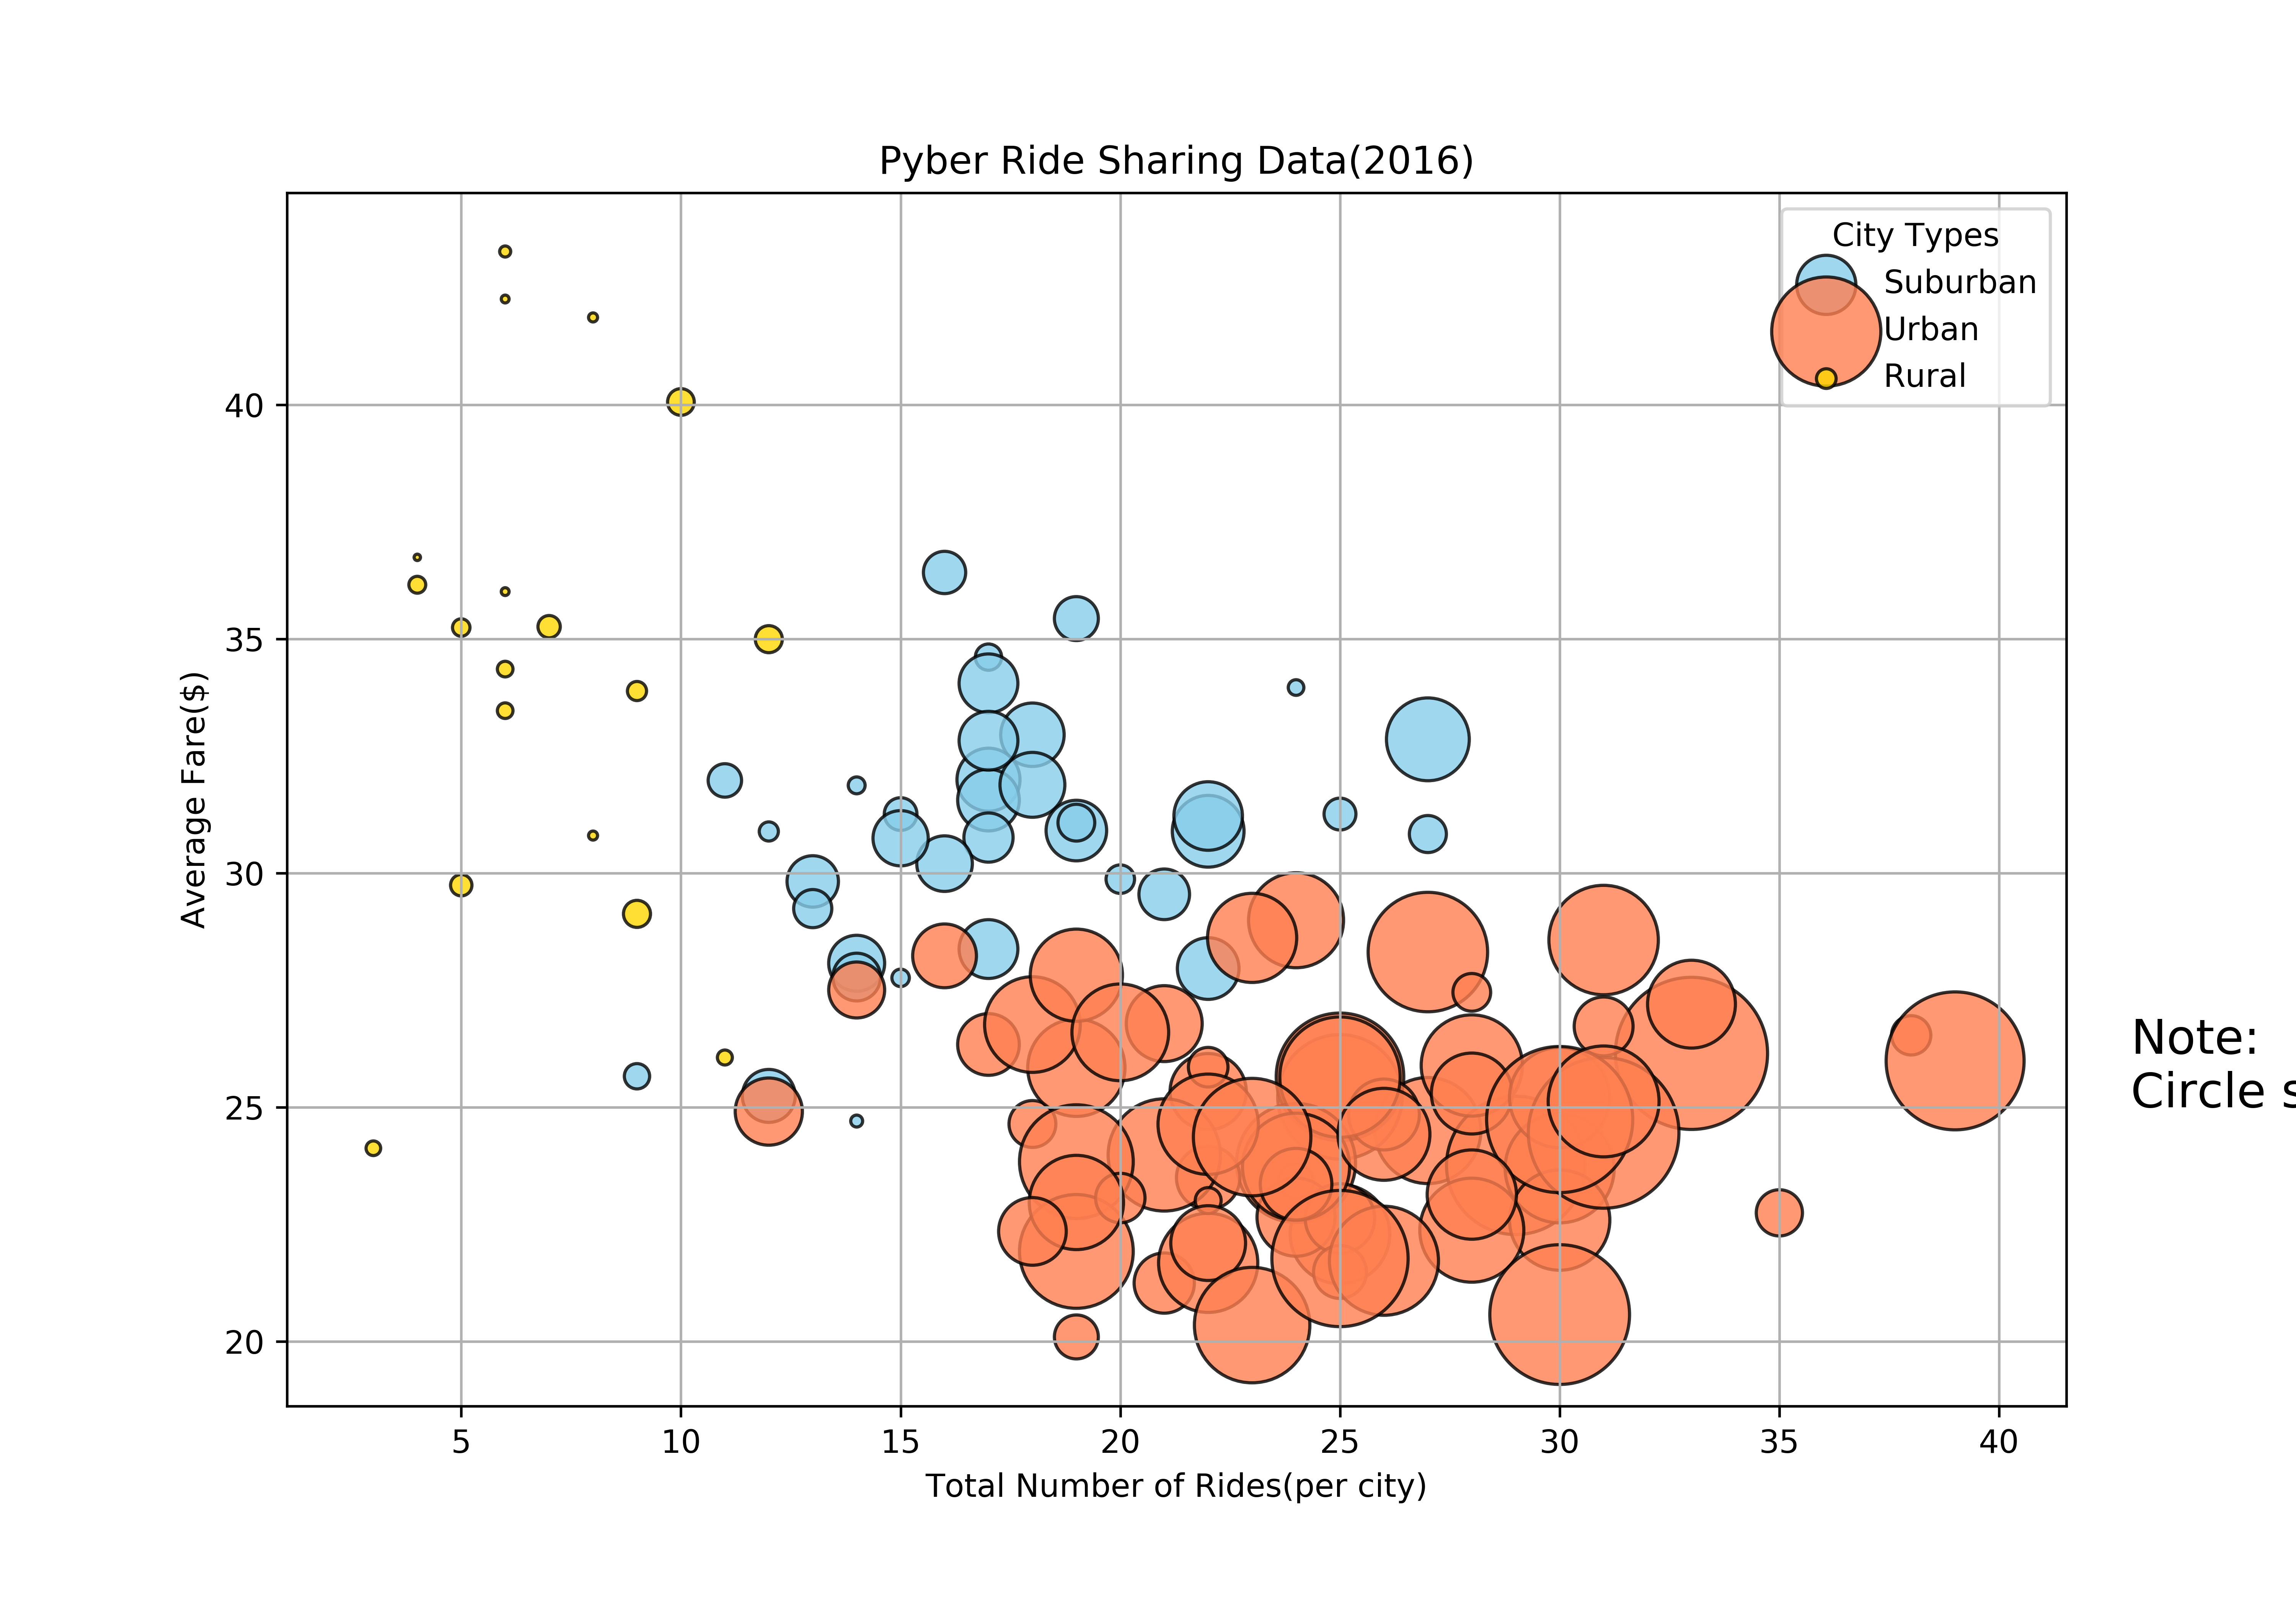 Pyber Ride Sharing Data(2016)
City Types
Suburban
Urban
Rural
Average Fare($)
40
35
30
25
20
5 10 15 20 25 30 35 40
Total Number of Rides(per city)
Note:
Circle s